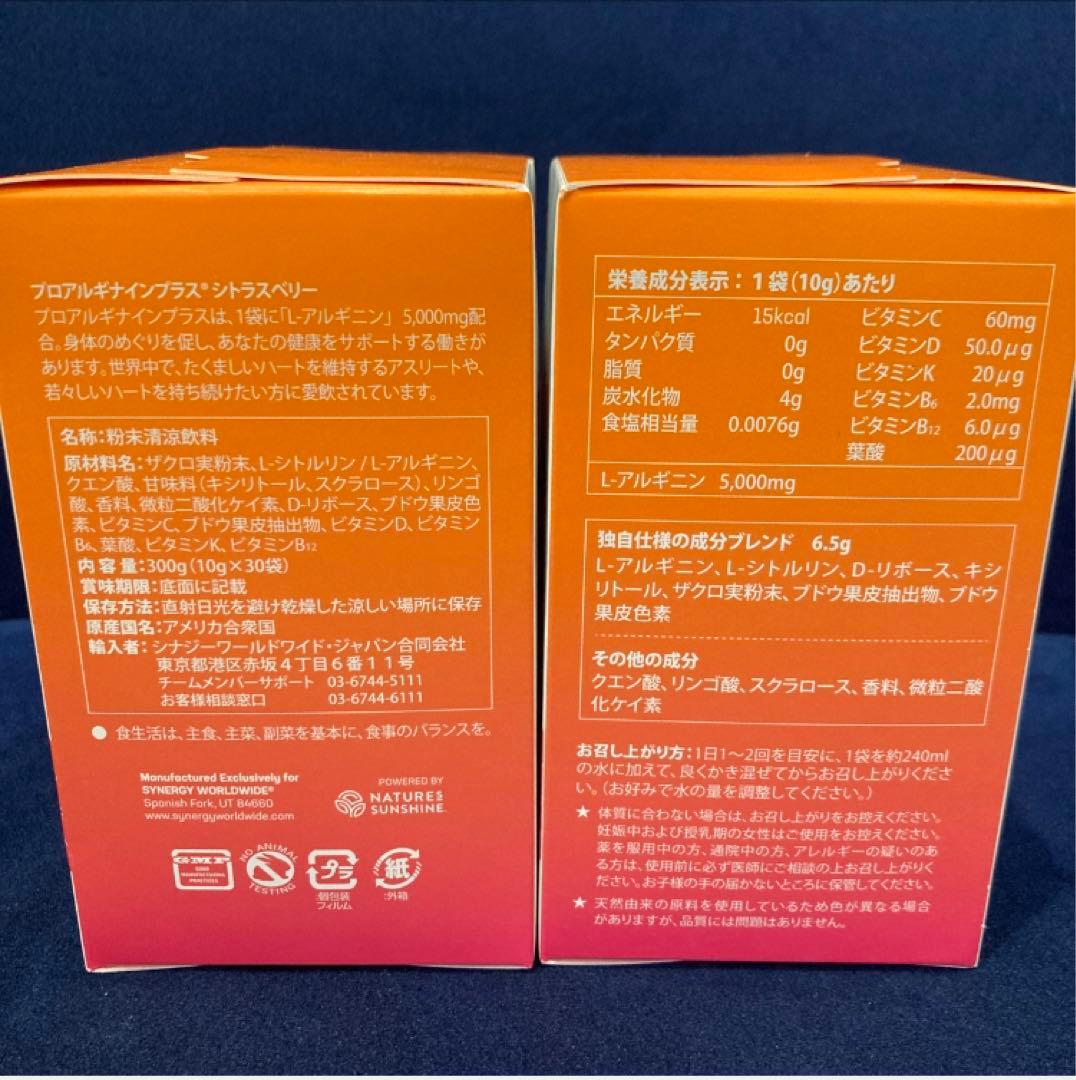 プロアルギナインプラス® シトラスベリー
プロアルギナインプラスは、1袋に「L-アルギニン」 5,000mg配
合。身体のめぐりを促し、あなたの健康をサポートする働きが
あります。世界中で、たくましいハートを維持するアスリートや、
若々しいハートを持ち続けたい方に愛飲されています。
名称：粉末清涼飲料
原材料名：ザクロ実粉末、L-シトルリン / L-アルギニン、
クエン酸、甘味料（キシリトール、スクラロース）、リンゴ
酸、香料、微粒二酸化ケイ素、D-リボース、ブドウ果皮色
素、ビタミンC、ブドウ果皮抽出物、ビタミンD、ビタミン
B6、葉酸、ビタミンK、ビタミンB12
内 容 量：300g（10g×30袋）
賞味期限：底面に記載
保存方法：直射日光を避け乾燥した涼しい場所に保存
原産国名：アメリカ合衆国
輸入者：シナジーワールドワイド・ジャパン合同会社
東京都港区赤坂４丁目６番１１号
チームメンバーサポート 03-6744-5111
お客様相談窓口 03-6744-6111
● 食生活は、主食、主菜、副菜を基本に、食事のバランスを。
Manufactured Exclusively for
SYNERGY WORLDWIDE®
Spanish Fork, UT 84660
www.synergyworldwide.com
POWERED BY
NATURE'S
SUNSHINE
GMP
GOOD
MANUFACTURING
PRACTICES
NO ANIMAL
TESTING
プラ
:個包装
フィルム
紙
:外箱
栄養成分表示：１袋（10g）あたり
エネルギー 15kcal ビタミンC 60mg
タンパク質 0g ビタミンD 50.0μg
脂質 0g ビタミンK 20μg
炭水化物 4g ビタミンB6 2.0mg
食塩相当量 0.0076g ビタミンB12 6.0μg
葉酸 200μg
L-アルギニン 5,000mg
独自仕様の成分ブレンド 6.5g
L-アルギニン、L-シトルリン、D-リボース、キシ
リトール、ザクロ実粉末、ブドウ果皮抽出物、ブドウ
果皮色素
その他の成分
クエン酸、リンゴ酸、スクラロース、香料、微粒二酸
化ケイ素
お召し上がり方：1日1～2回を目安に、1袋を約240ml
の水に加えて、良くかき混ぜてからお召し上がりくださ
い。（お好みで水の量を調整してください。）
★ 体質に合わない場合は、お召し上がりをお控えください。
妊娠中および授乳期の女性はご使用をお控えください。
薬を服用中の方、通院中の方、アレルギーの疑いのあ
る方は、使用前に必ず医師にご相談の上お召し上がりく
ださい。お子様の手の届かないところに保管してください。
★ 天然由来の原料を使用しているため色が異なる場合
がありますが、品質には問題はありません。